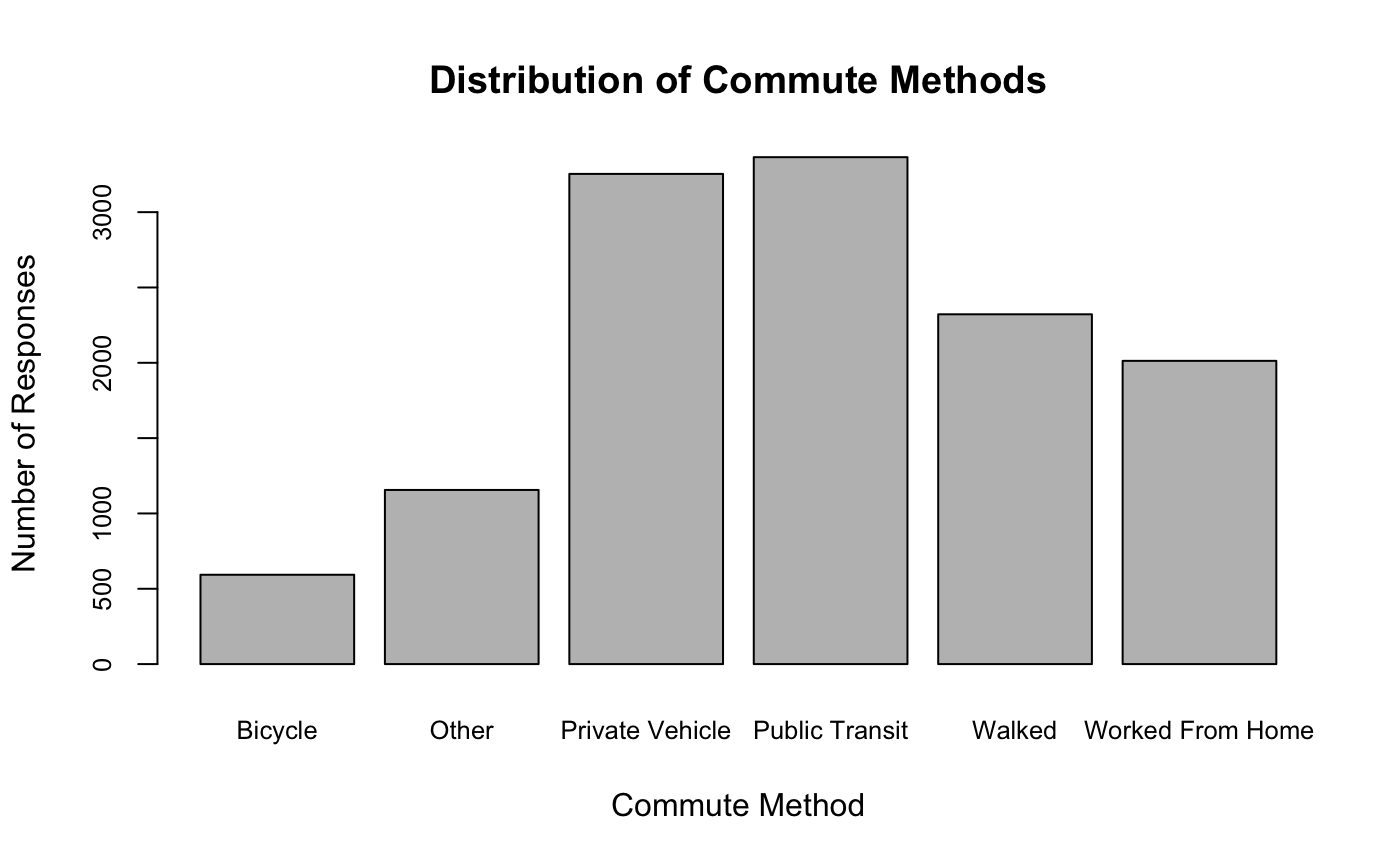 Distribution of Commute Methods
Number of Responses
3000
2000
1000
500
0
Bicycle Other Private Vehicle Public Transit Walked Worked From Home
Commute Method